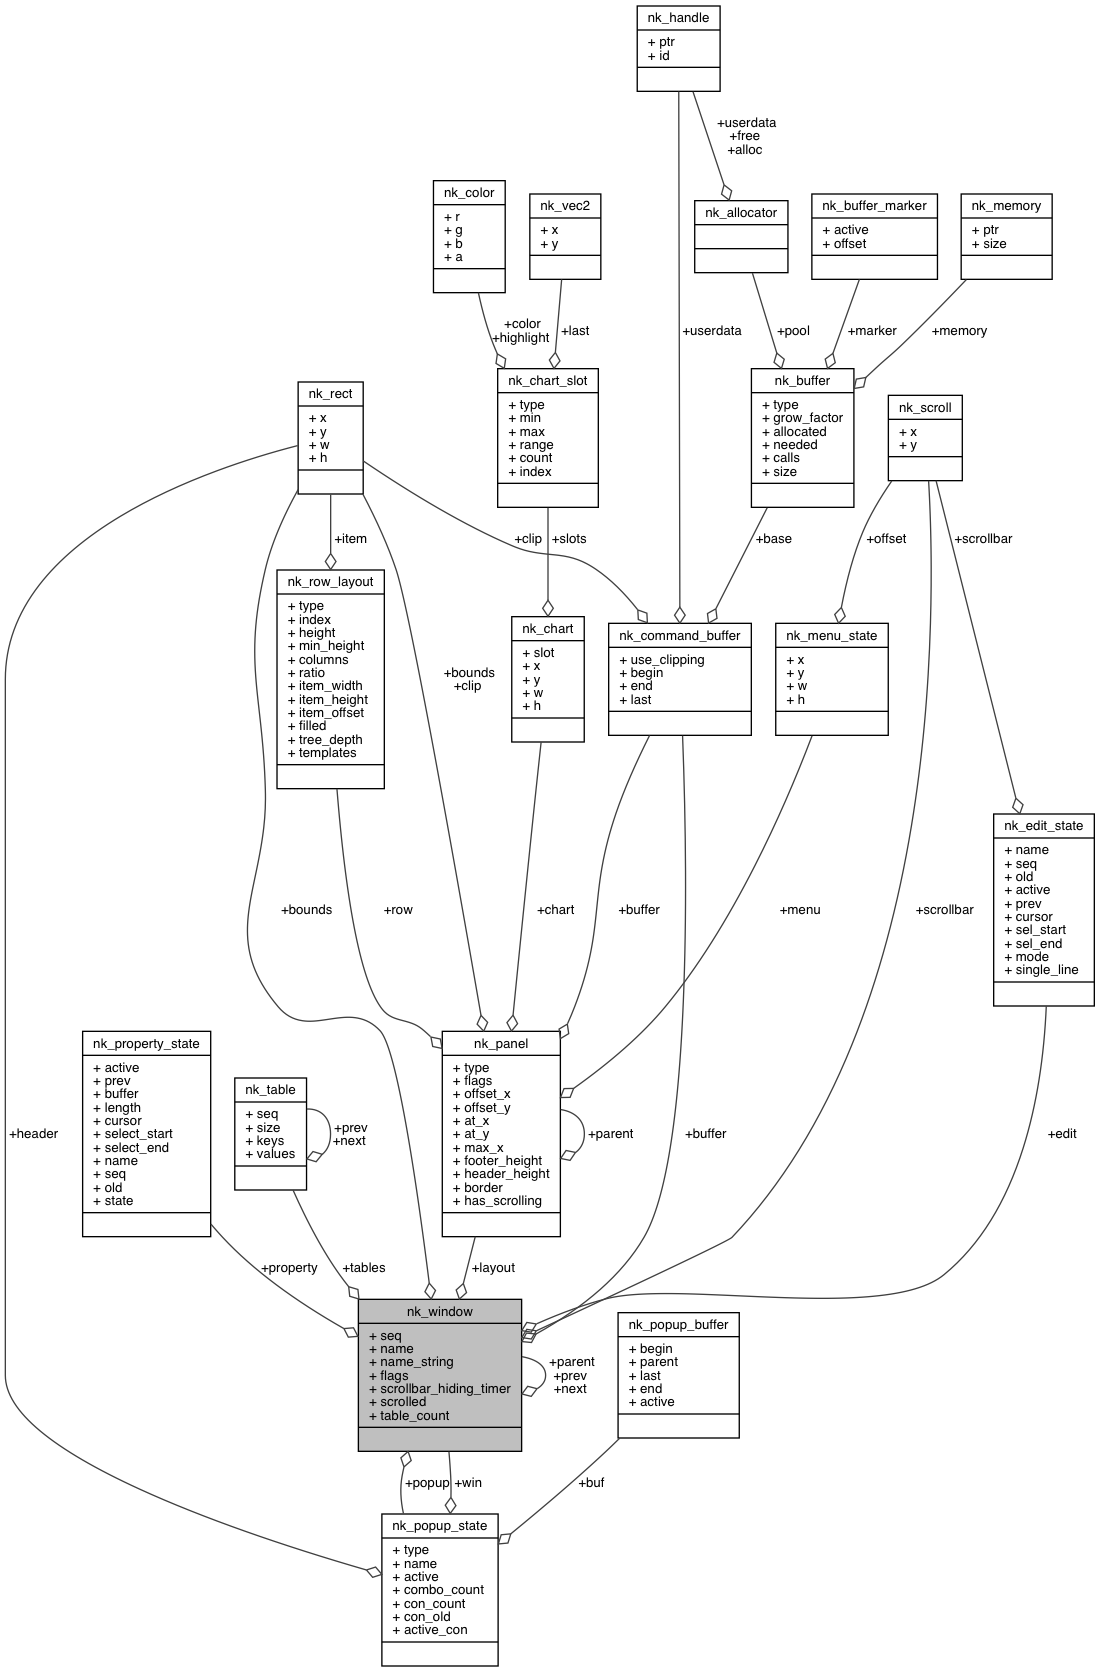 nk_handle
+ ptr
+ id
+userdata
+free
+alloc
nk_color
+ r
+ g
+ b
+ a
nk_vec2
+ x
+ y
nk_allocator
nk_buffer_marker
+ active
+ offset
nk_memory
+ ptr
+ size
+color
+highlight
+last
+userdata
+pool
+marker
+memory
nk_rect
+ x
+ y
+ w
+ h
nk_chart_slot
+ type
+ min
+ max
+ range
+ count
+ index
nk_buffer
+ type
+ grow_factor
+ allocated
+ needed
+ calls
+ size
nk_scroll
+ x
+ y
+item
+clip
+slots
+base
+offset
+scrollbar
nk_row_layout
+ type
+ index
+ height
+ min_height
+ columns
+ ratio
+ item_width
+ item_height
+ item_offset
+ filled
+ tree_depth
+ templates
+bounds
+clip
nk_chart
+ slot
+ x
+ y
+ w
+ h
nk_command_buffer
+ use_clipping
+ begin
+ end
+ last
nk_menu_state
+ x
+ y
+ w
+ h
nk_edit_state
+ name
+ seq
+ old
+ active
+ prev
+ cursor
+ sel_start
+ sel_end
+ mode
+ single_line
+bounds
+row
+chart
+buffer
+menu
+scrollbar
nk_property_state
+ active
+ prev
+ buffer
+ length
+ cursor
+ select_start
+ select_end
+ name
+ seq
+ old
+ state
nk_table
+ seq
+ size
+ keys
+ values
+prev
+next
nk_panel
+ type
+ flags
+ offset_x
+ offset_y
+ at_x
+ at_y
+ max_x
+ footer_height
+ header_height
+ border
+ has_scrolling
+parent
+header
+buffer
+edit
+property
+tables
+layout
nk_window
+ seq
+ name
+ name_string
+ flags
+ scrollbar_hiding_timer
+ scrolled
+ table_count
+parent
+prev
+next
nk_popup_buffer
+ begin
+ parent
+ last
+ end
+ active
+popup
+win
+buf
nk_popup_state
+ type
+ name
+ active
+ combo_count
+ con_count
+ con_old
+ active_con